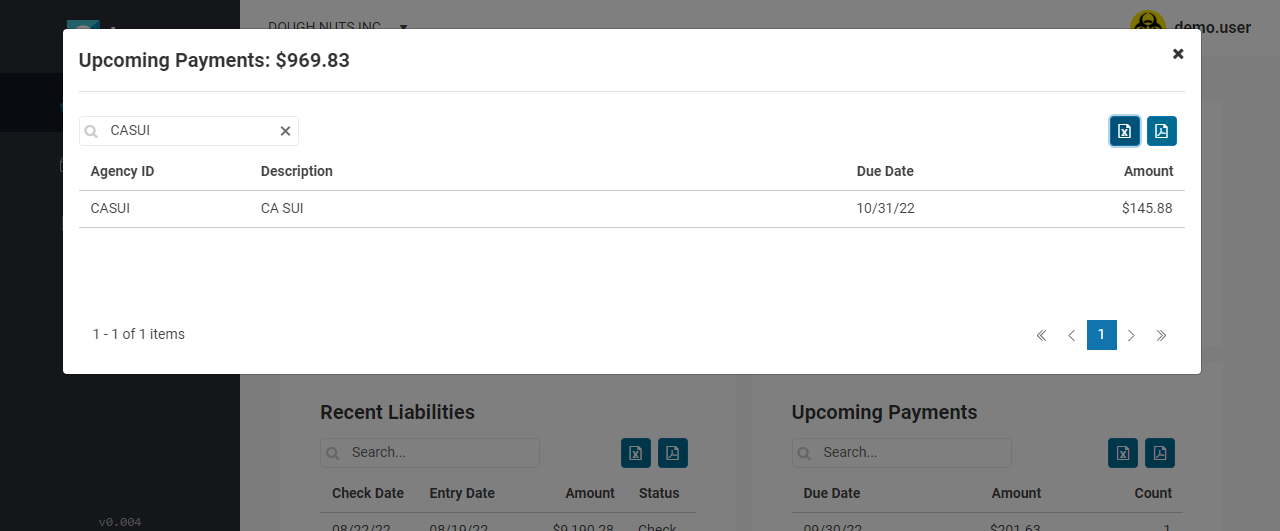 DOUGH NUTS INC
demo.user
Upcoming Payments: $969.83
CASUI
Agency ID Description Due Date Amount
CASUI CA SUI 10/31/22 $145.88
1 - 1 of 1 items
1
Recent Liabilities
Search...
Check Date Entry Date Amount Status
08/22/22 08/19/22 $9,190.28 Check
Upcoming Payments
Search...
Due Date Amount Count
09/30/22 $201.63 1
v0.004